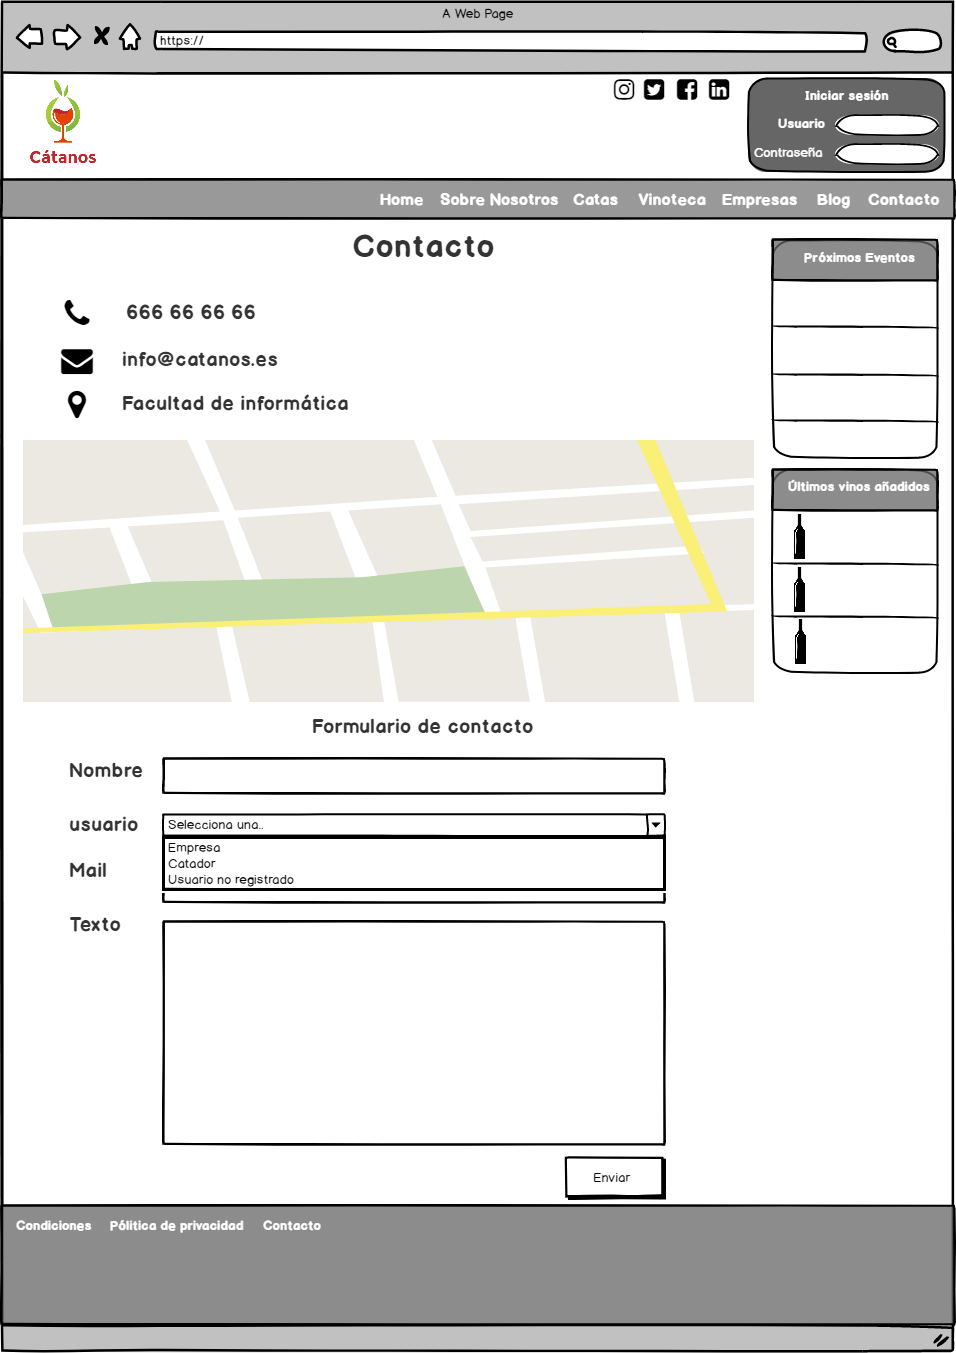 A Web Page
https://
Cátanos
Iniciar sesión
Usuario
Contraseña
Home Sobre Nosotros Catas Vinoteca Empresas Blog Contacto
Contacto
Próximos Eventos
666 66 66 66
info@catanos.es
Facultad de informática
Últimos vinos añadidos
Formulario de contacto
Nombre
usuario
Selecciona una..
Empresa
Catador
Usuario no registrado
Mail
Texto
Enviar
Condiciones Pólitica de privacidad Contacto